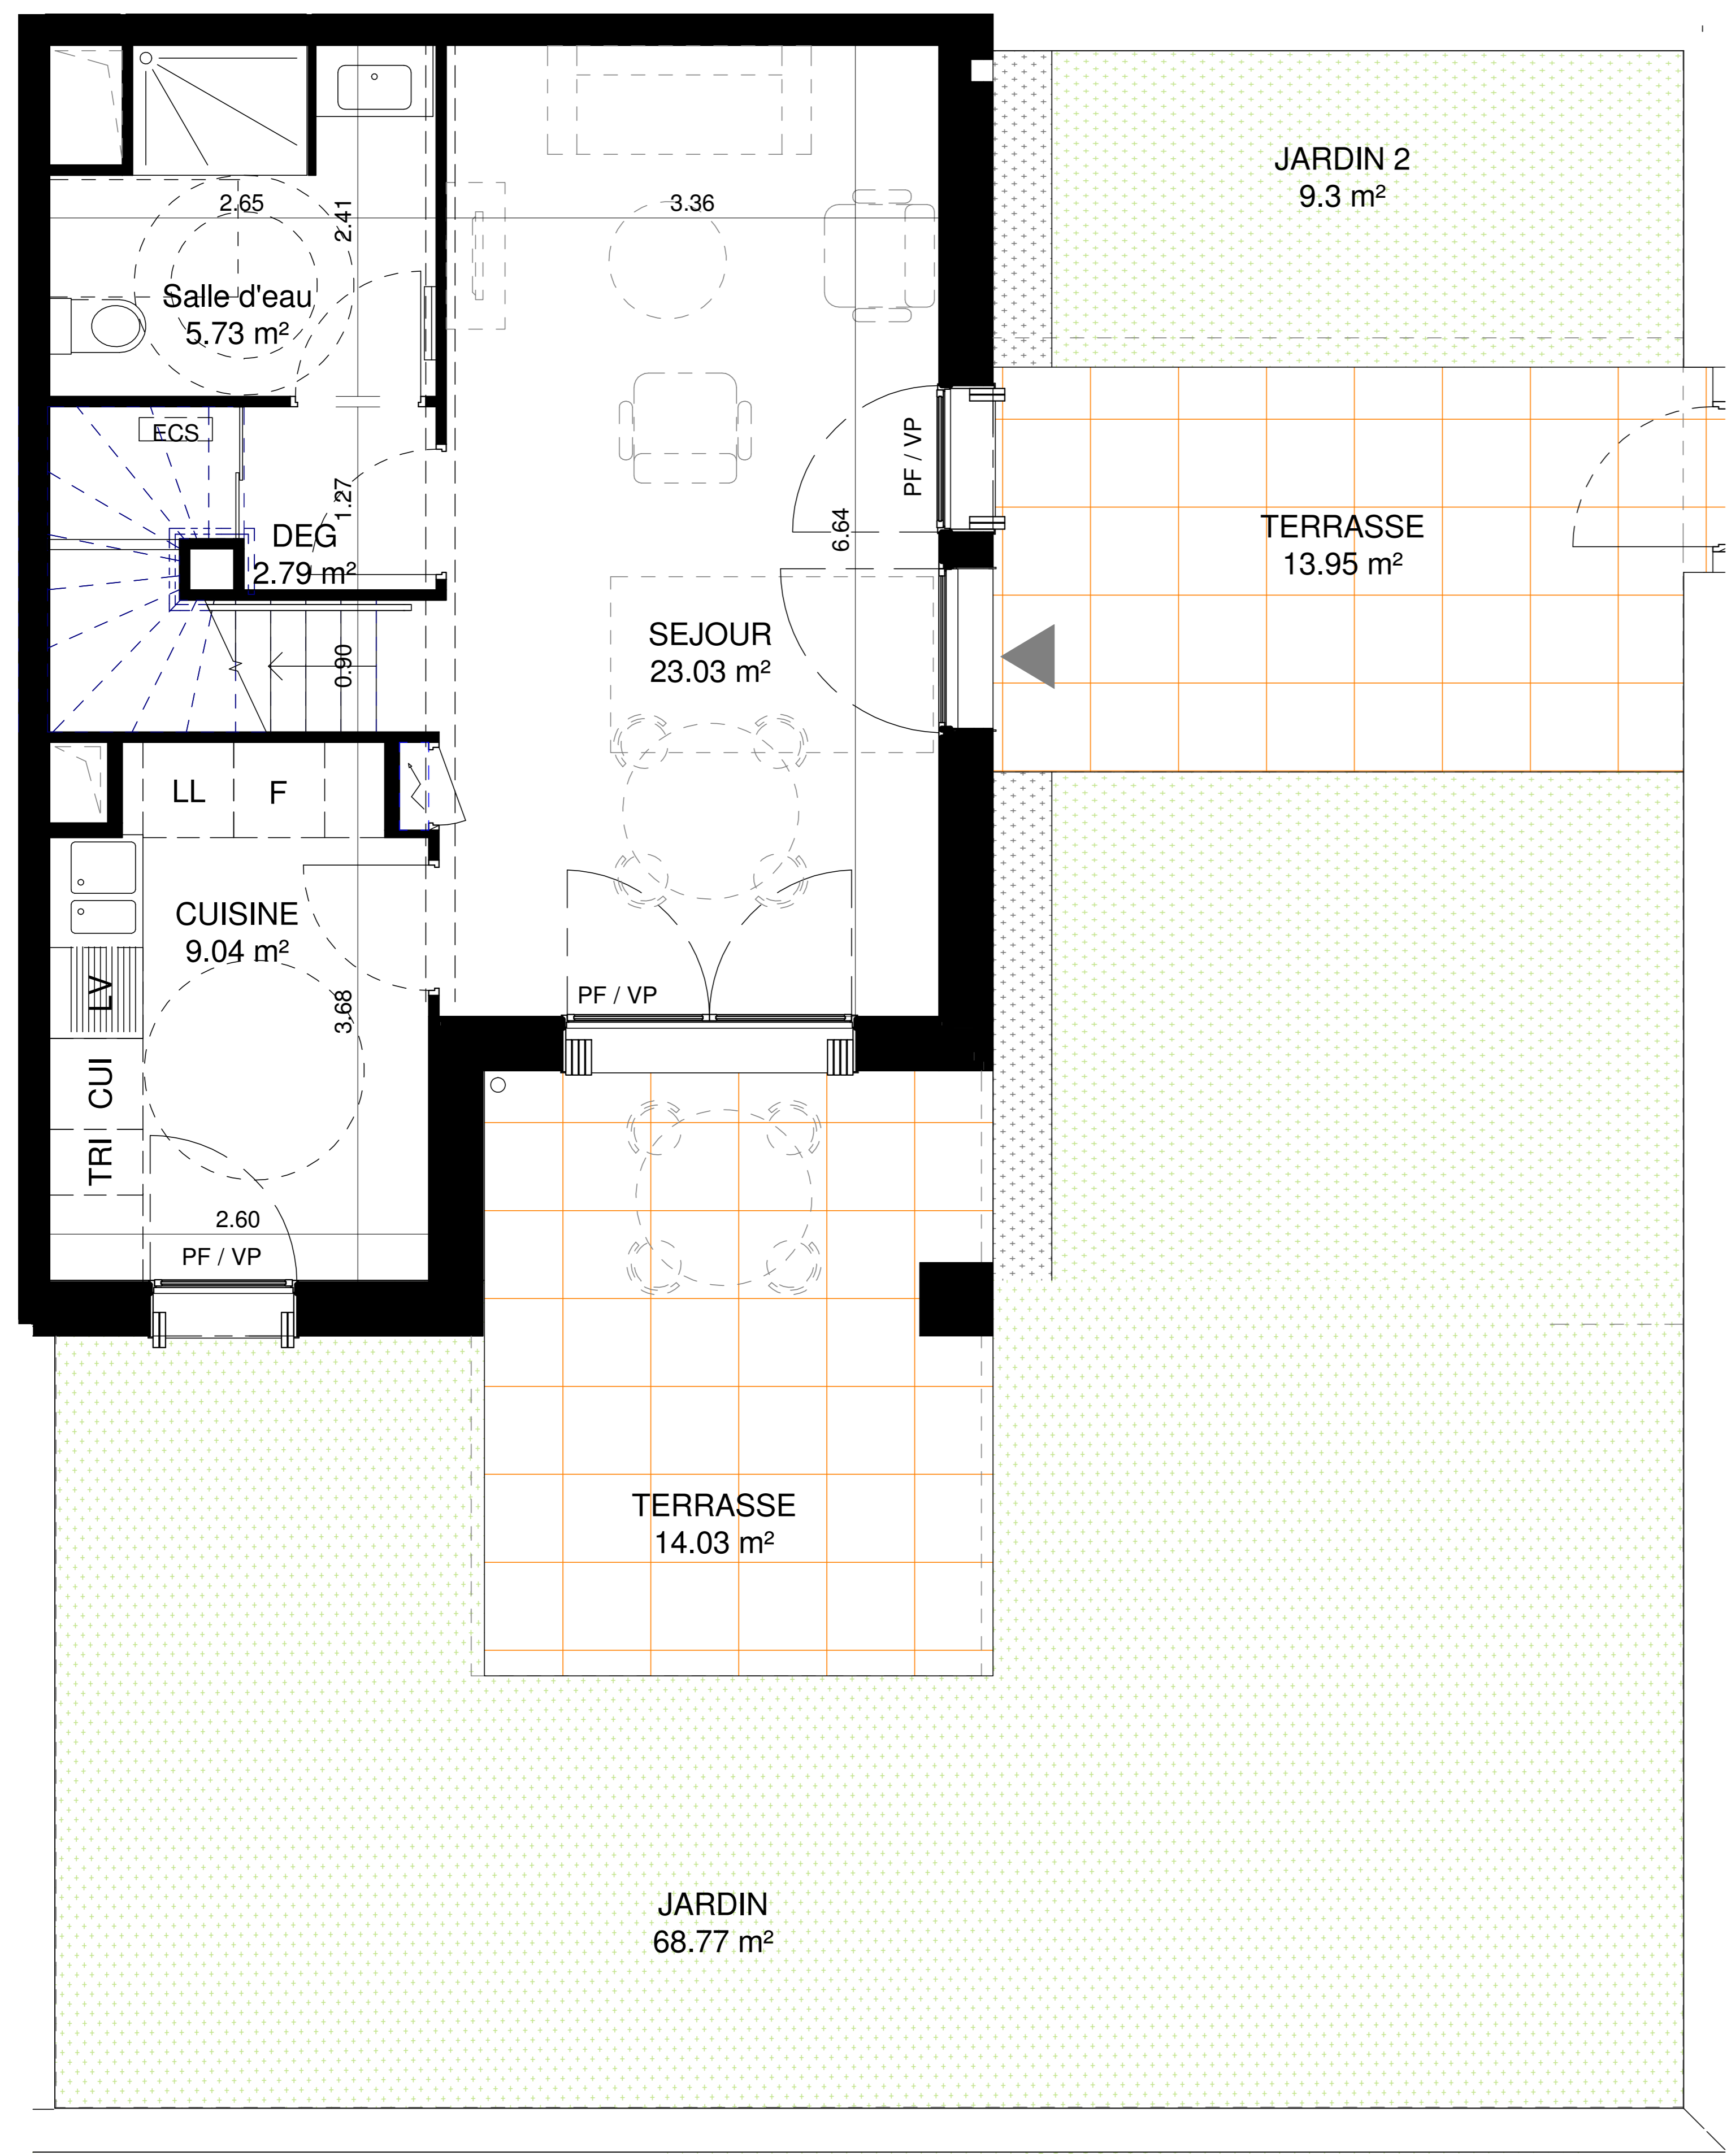 JARDIN 2
9.3 m²
2.65
2.41
3.36
Salle d'eau
5.73 m²
ECS
1.27
DEG
2.79 m²
PF / VP
6.64
TERRASSE
13.95 m²
SEJOUR
23.03 m²
0.90
LL
F
CUISINE
9.04 m²
LV
3.68
PF / VP
CUI
TRI
2.60
PF / VP
TERRASSE
14.03 m²
JARDIN
68.77 m²